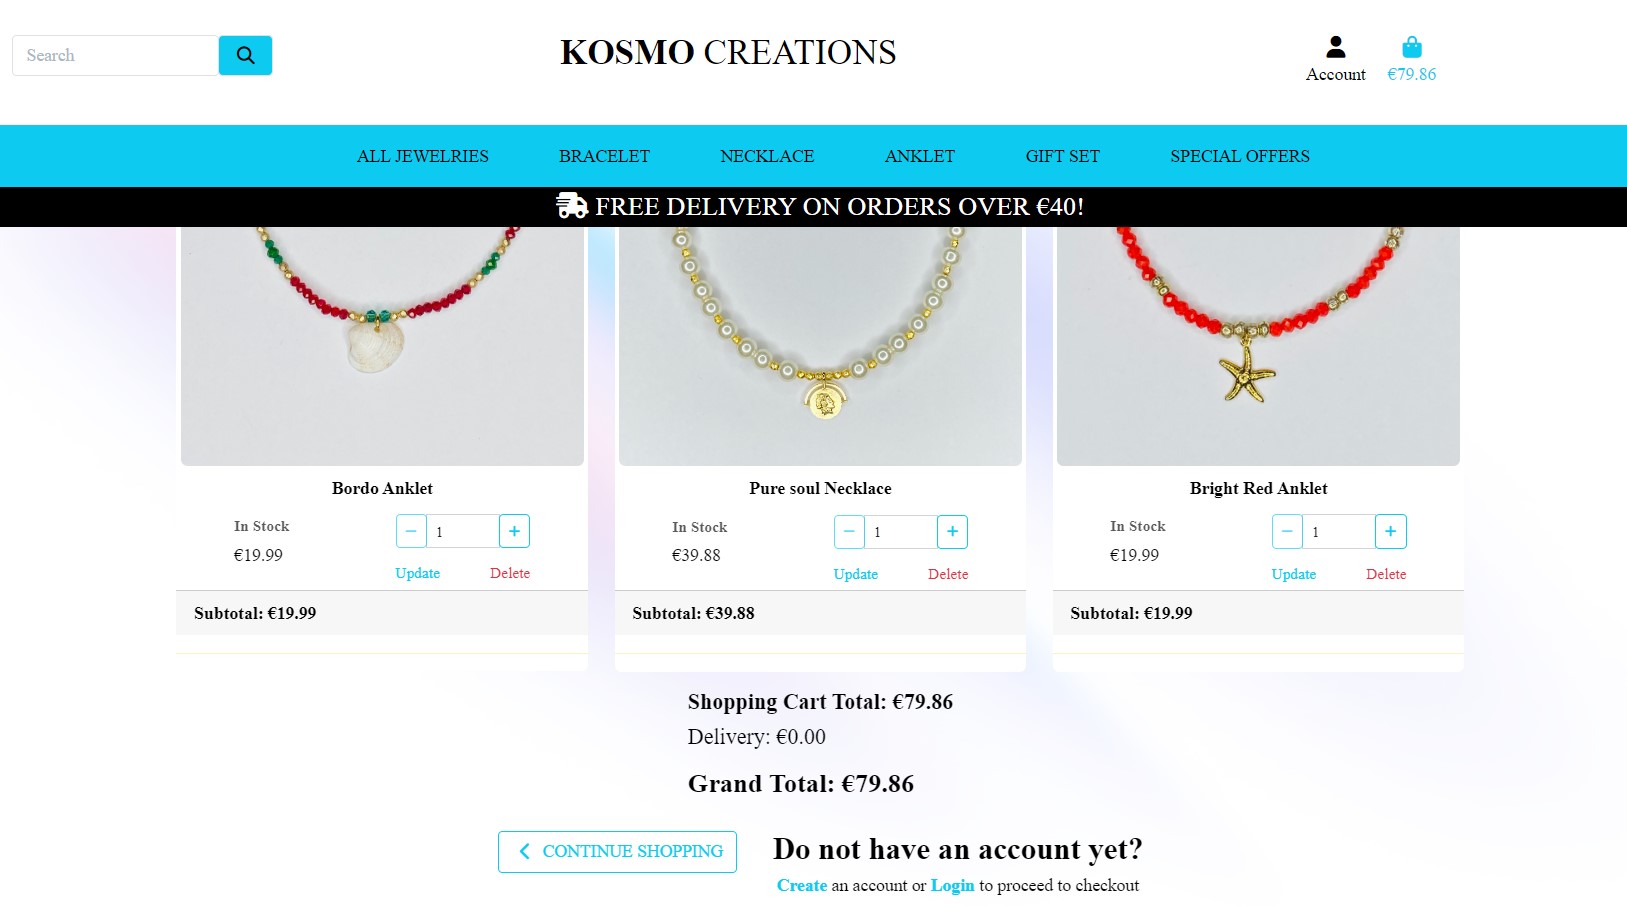 Search
KOSMO CREATIONS
Account
€79.86
ALL JEWELRIES
BRACELET
NECKLACE
ANKLET
GIFT SET
SPECIAL OFFERS
FREE DELIVERY ON ORDERS OVER €40!
Bordo Anklet
In Stock
€19.99
1
Update
Delete
Subtotal: €19.99
Pure soul Necklace
In Stock
€39.88
1
Update
Delete
Subtotal: €39.88
Bright Red Anklet
In Stock
€19.99
1
Update
Delete
Subtotal: €19.99
Shopping Cart Total: €79.86
Delivery: €0.00
Grand Total: €79.86
CONTINUE SHOPPING
Do not have an account yet?
Create an account or Login to proceed to checkout